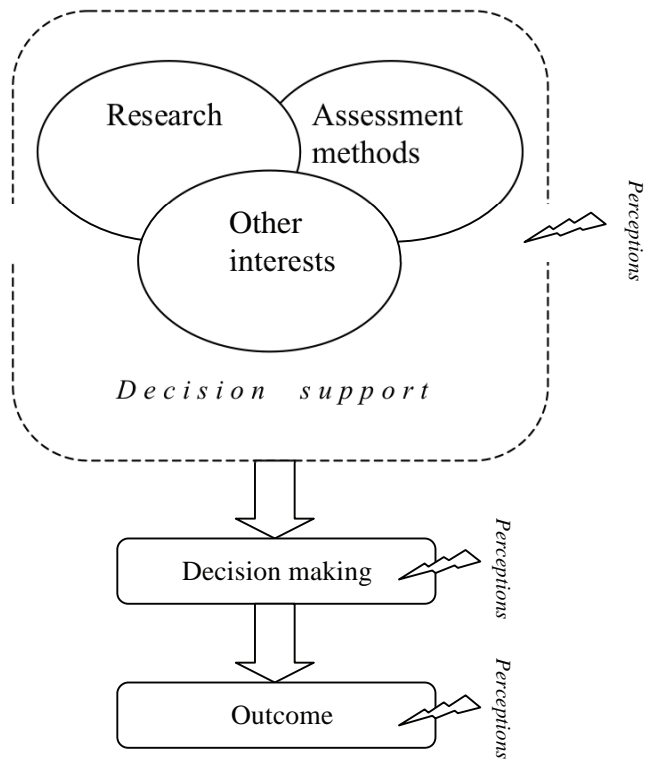 Research
Assessment
methods
Other
interests
Perceptions
Decision support
Perceptions
Decision making
Perceptions
Outcome